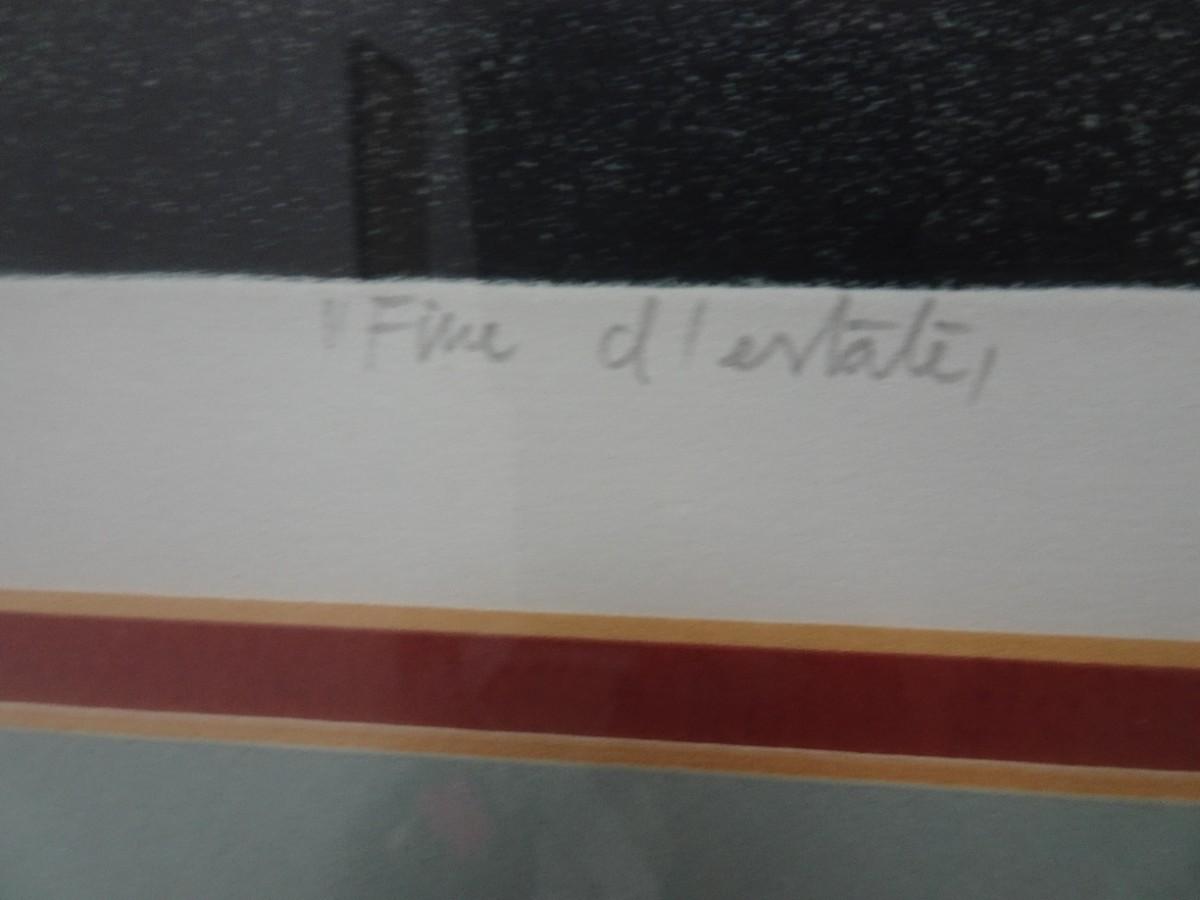 "Fine d'estate,